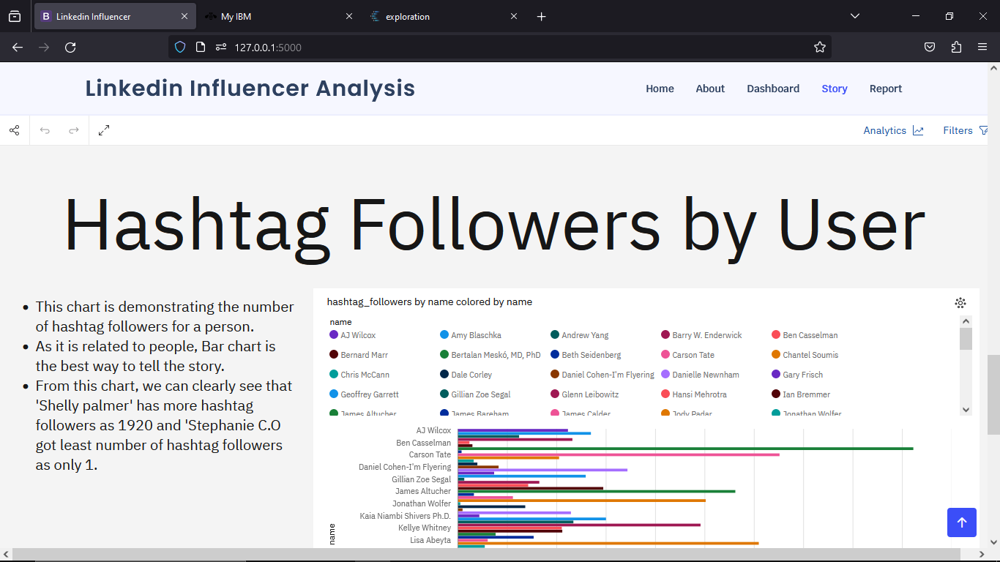 Linkedin Influencer
My IBM
exploration
127.0.0.1:5000
Linkedin Influencer Analysis
Home About Dashboard Story Report
Analytics Filters
Hashtag Followers by User
• This chart is demonstrating the number
of hashtag followers for a person.
• As it is related to people, Bar chart is
the best way to tell the story.
• From this chart, we can clearly see that
'Shelly palmer' has more hashtag
followers as 1920 and 'Stephanie C.O
got least number of hashtag followers
as only 1.
hashtag_followers by name colored by name
name
AJ Wilcox Amy Blaschka Andrew Yang Barry W. Enderwick Ben Casselman
Bernard Marr Bertalan Meskó, MD, PhD Beth Seidenberg Carson Tate Chantel Soumis
Chris McCann Dale Corley Daniel Cohen-I'm Flyering Danielle Newnham Gary Frisch
Geoffrey Garrett Gillian Zoe Segal Glenn Leibowitz Hansi Mehrotra Ian Bremmer
James Altucher James Bareham James Calder Jody Padar Jonathan Wolfer
AJ Wilcox
Ben Casselman
Carson Tate
Daniel Cohen-I'm Flyering
Gillian Zoe Segal
James Altucher
Jonathan Wolfer
Kaia Niambi Shivers Ph.D.
Kellye Whitney
Lisa Abeyta
name